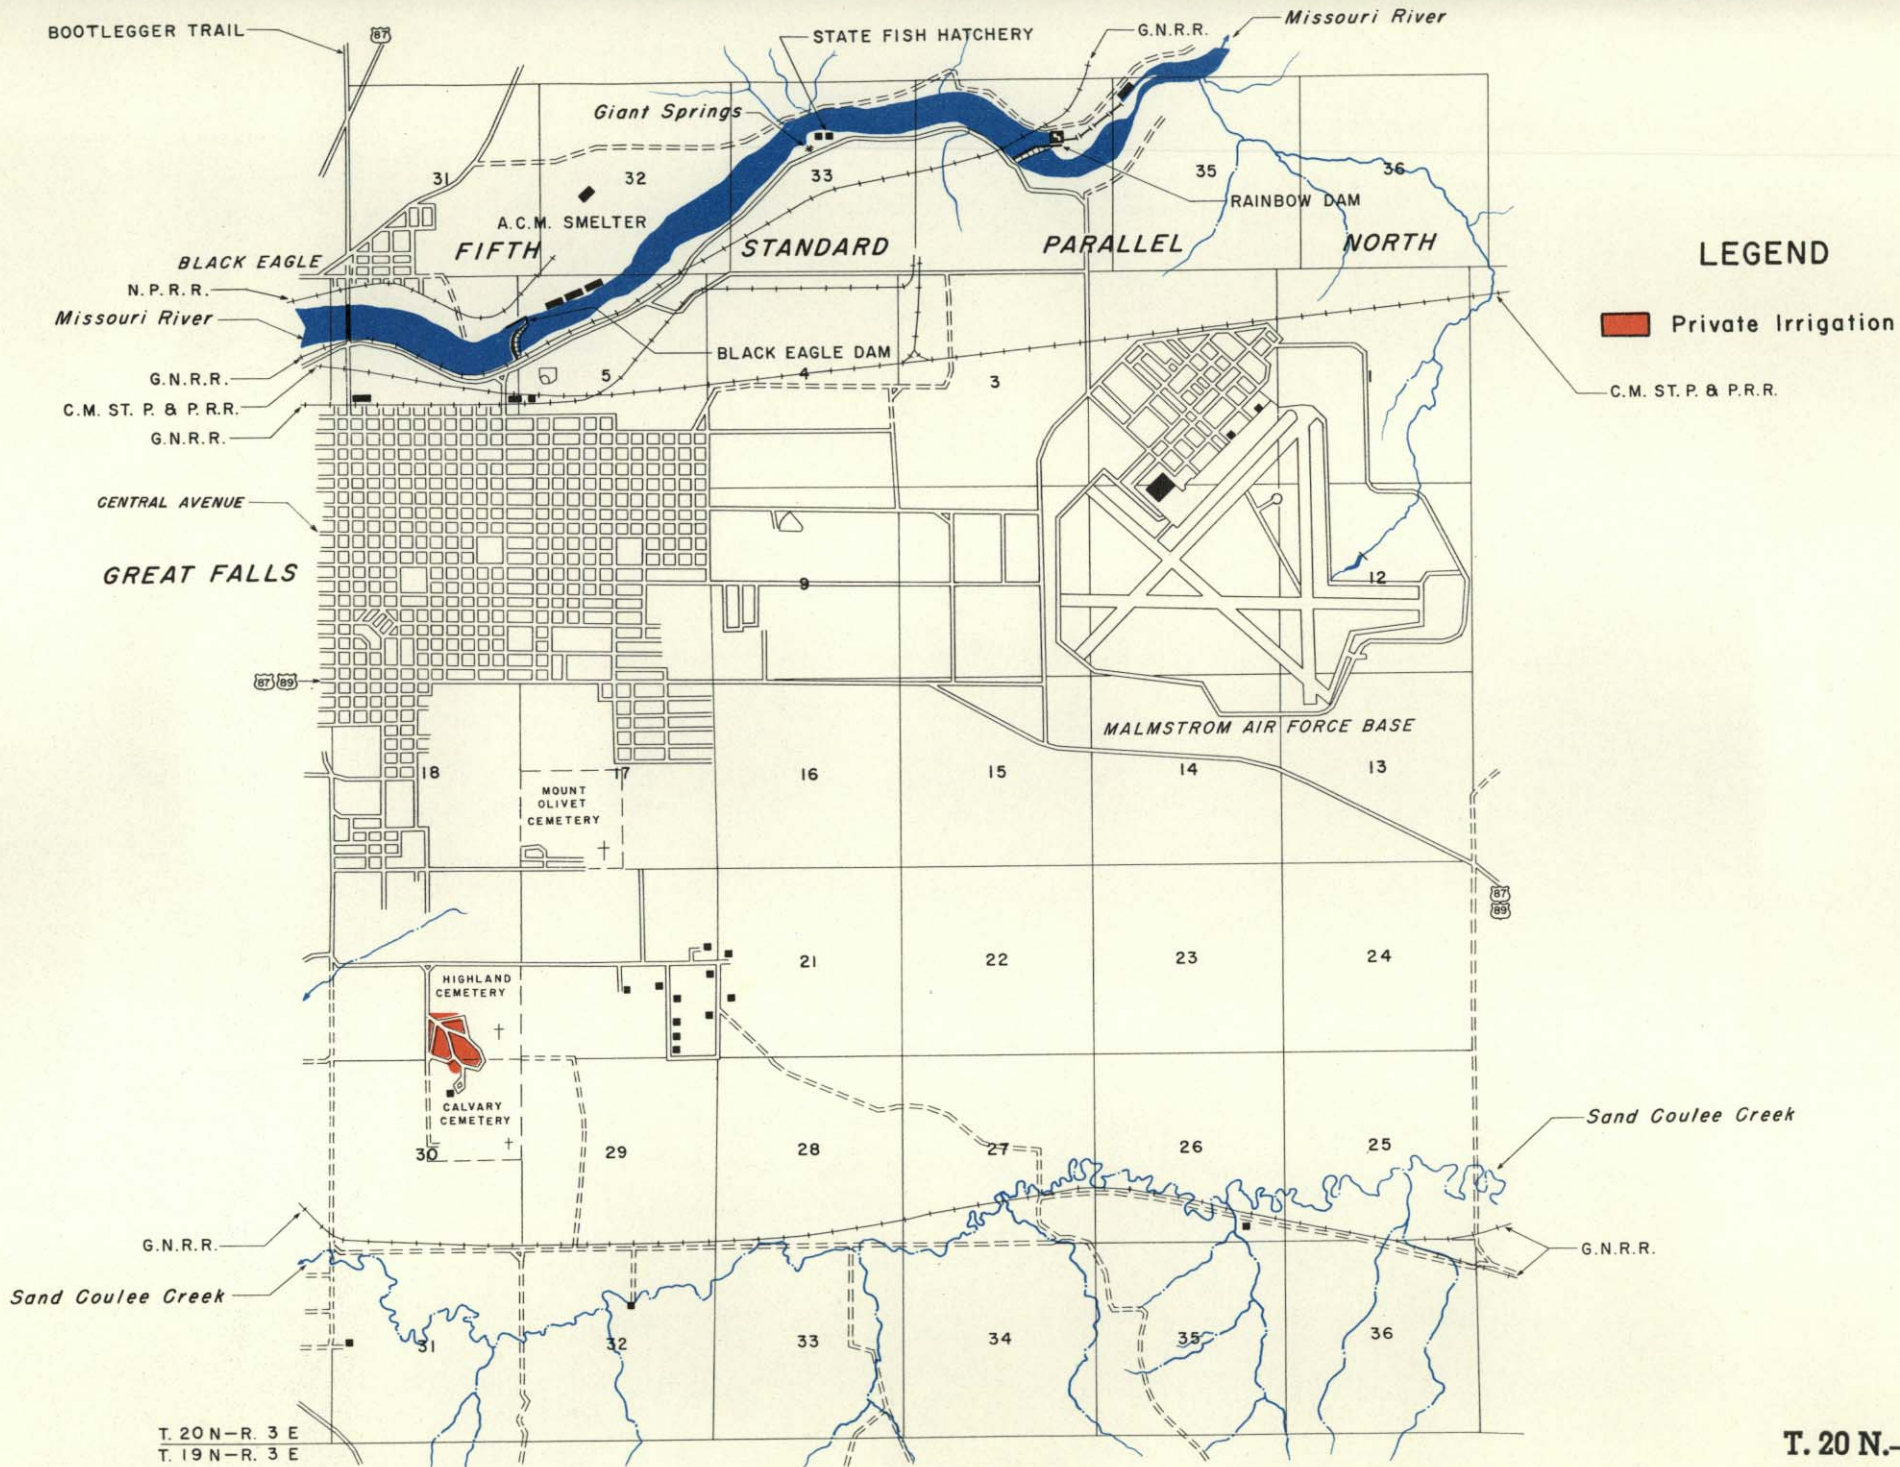 BOOTLEGGER TRAIL
87
STATE FISH HATCHERY
G.N.R.R.
Missouri River
Giant Springs
31
32
33
35
36
A.C.M. SMELTER
RAINBOW DAM
FIFTH STANDARD PARALLEL NORTH
BLACK EAGLE
N.P.R.R.
Missouri River
G.N.R.R.
C.M. ST. P. & P.R.R.
G.N.R.R.
BLACK EAGLE DAM
5
4
3
1
LEGEND
Private Irrigation
C.M. ST. P. & P.R.R.
CENTRAL AVENUE
GREAT FALLS
9
12
87 89
MALMSTROM AIR FORCE BASE
18
17
16
15
14
13
MOUNT
OLIVET
CEMETERY
87
89
21
22
23
24
HIGHLAND
CEMETERY
CALVARY
CEMETERY
30
29
28
27
26
25
Sand Coulee Creek
G.N.R.R.
G.N.R.R.
Sand Coulee Creek
31
32
33
34
35
36
T. 20 N-R. 3 E
T. 19 N-R. 3 E
T. 20 N.-